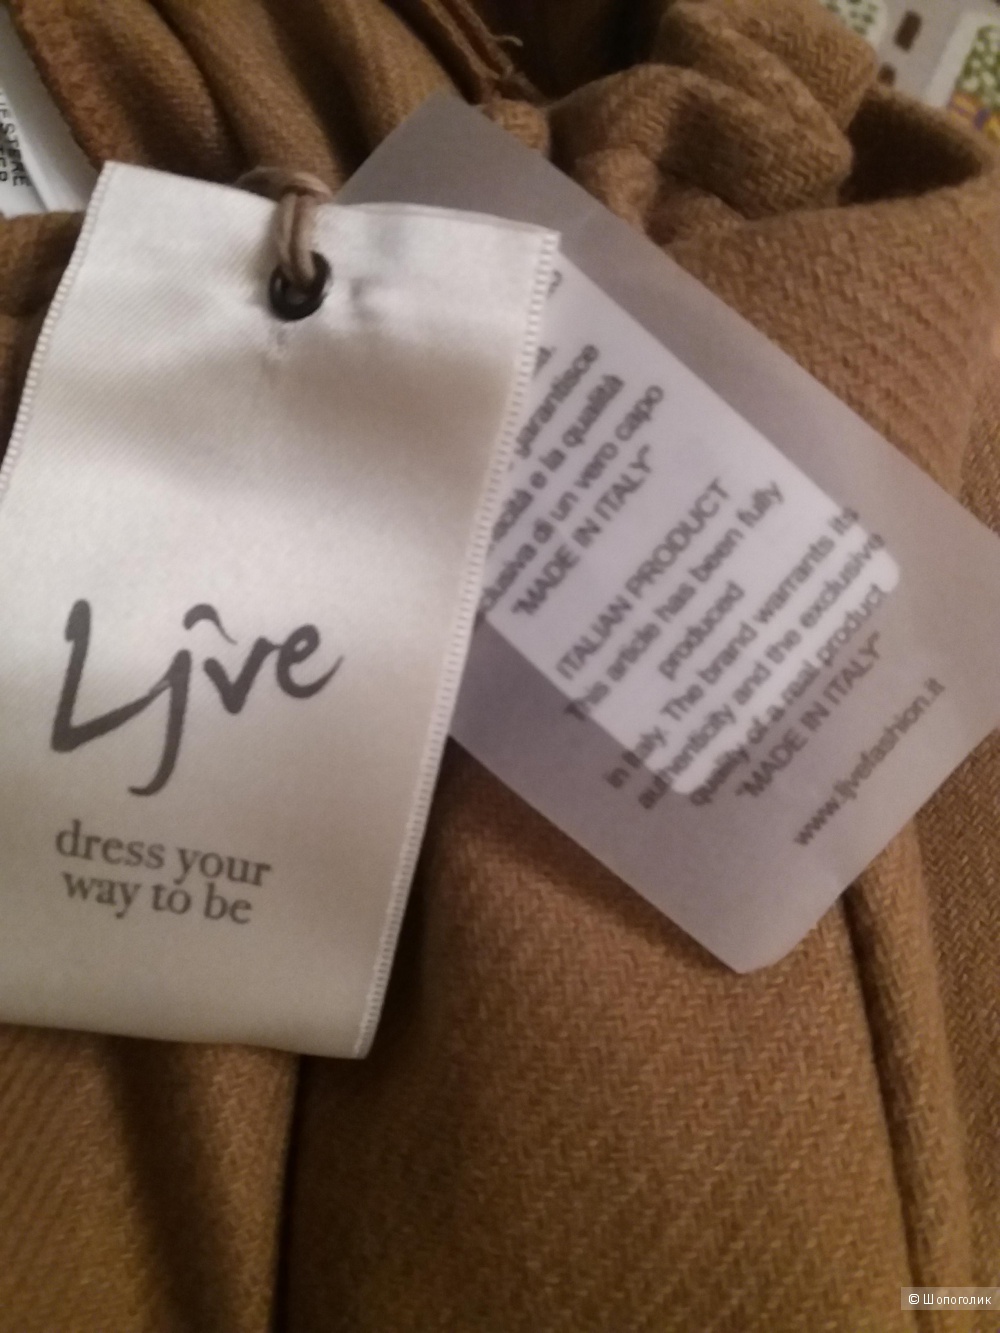 Ljve
dress your
way to be
garantisce
e la qualità
di un vero capo
"MADE IN ITALY"
ITALIAN PRODUCT
This article has been fully
produced
in Italy. The brand warrants its
authenticity and the exclusive
quality of a real product
"MADE IN ITALY"
www.ljvefashion.it
© Шопоголик